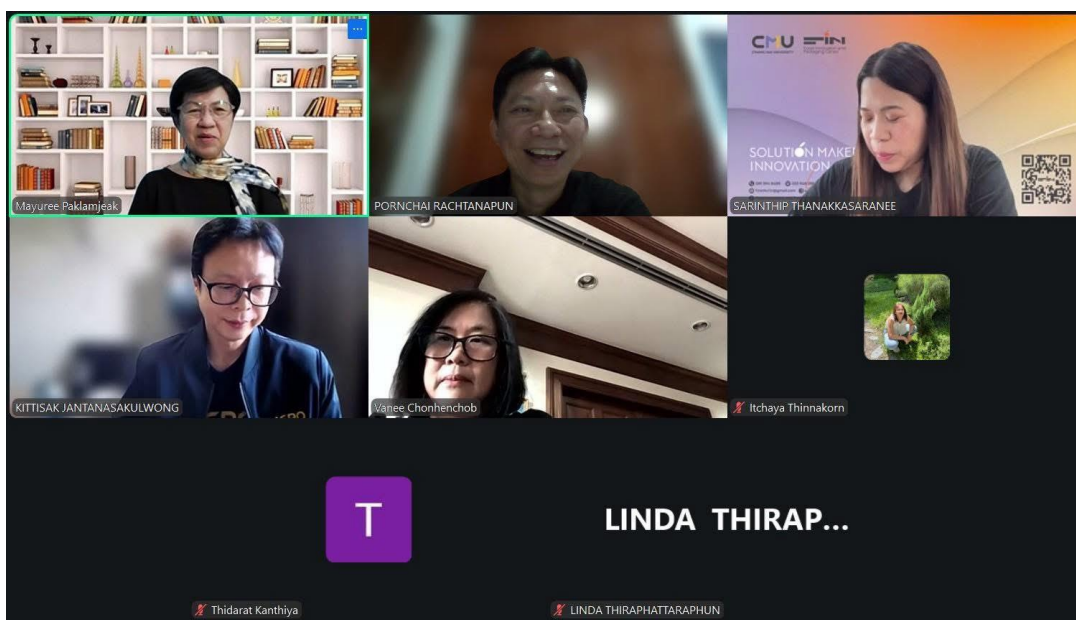 Mayuree Paklamjeak
PORNCHAI RACHTANAPUN
CMU
SOLUTION MAKE
INNOVATION
SARINTHIP THANAKKASARANEE
KITTISAK JANTANASAKULWONG
Vanee Chonhenchob
Itchaya Thinnakorn
T
LINDA THIRAP...
Thidarat Kanthiya
LINDA THIRAPHATTARAPHUN